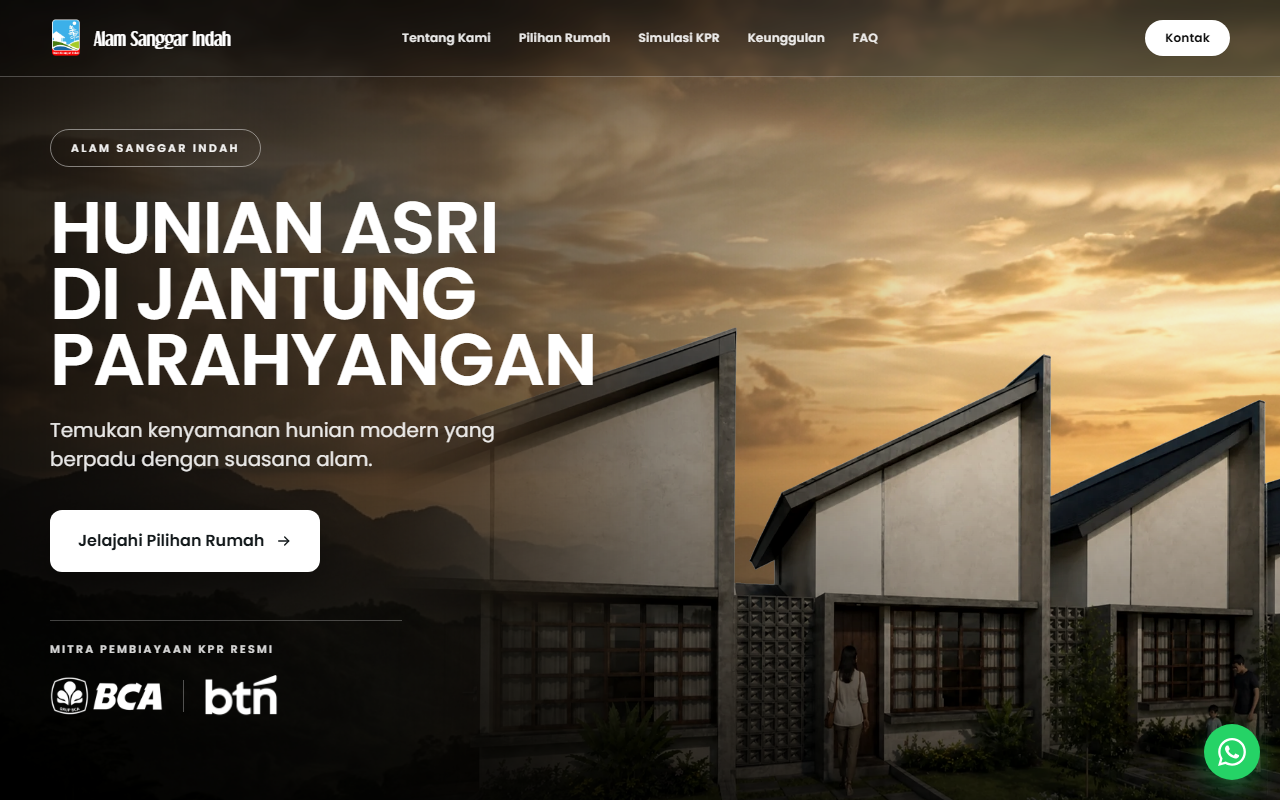 Alam Sanggar Indah
Tentang Kami
Pilihan Rumah
Simulasi KPR
Keunggulan
FAQ
Kontak
ALAM SANGGAR INDAH
HUNIAN ASRI
DI JANTUNG
PARAHYANGAN
Temukan kenyamanan hunian modern yang
berpadu dengan suasana alam.
Jelajahi Pilihan Rumah →
MITRA PEMBIAYAAN KPR RESMI
BCA
btn